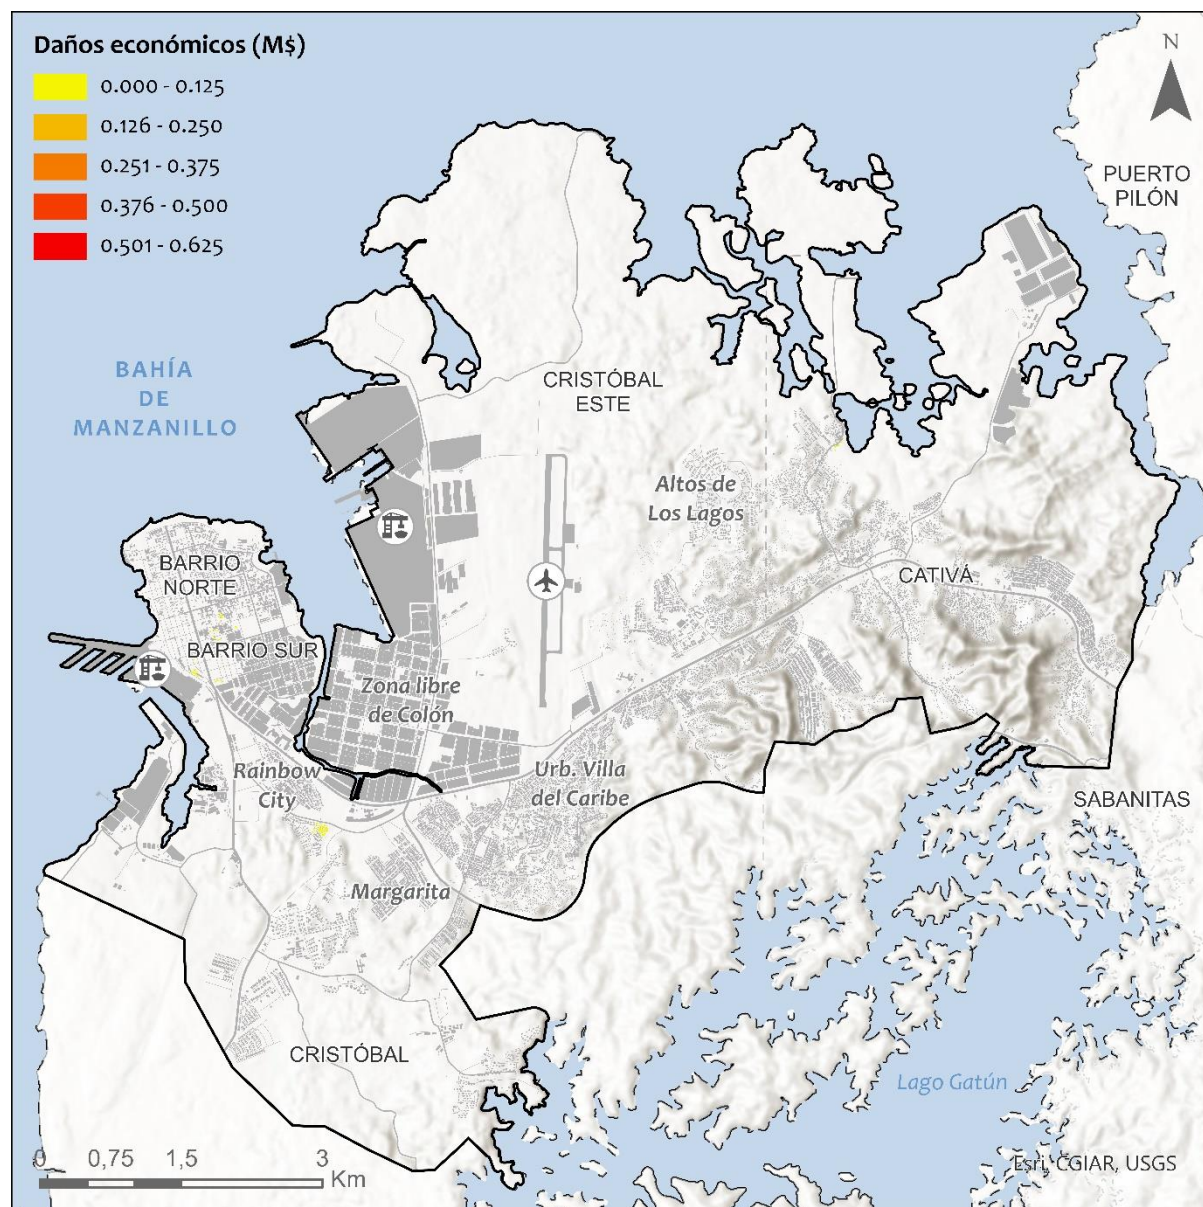 Daños económicos (M$)
0.000 - 0.125
0.126 - 0.250
0.251 - 0.375
0.376 - 0.500
0.501 - 0.625
N
PUERTO
PILÓN
BAHÍA
DE
MANZANILLO
CRISTÓBAL
ESTE
Altos de
Los Lagos
BARRIO
NORTE
CATIVÁ
BARRIO SUR
Zona libre
de Colón
Rainbow
City
Urb. Villa
del Caribe
SABANITAS
Margarita
CRISTÓBAL
Lago Gatún
0 0,75 1,5 3
Km
Esri, CGIAR, USGS